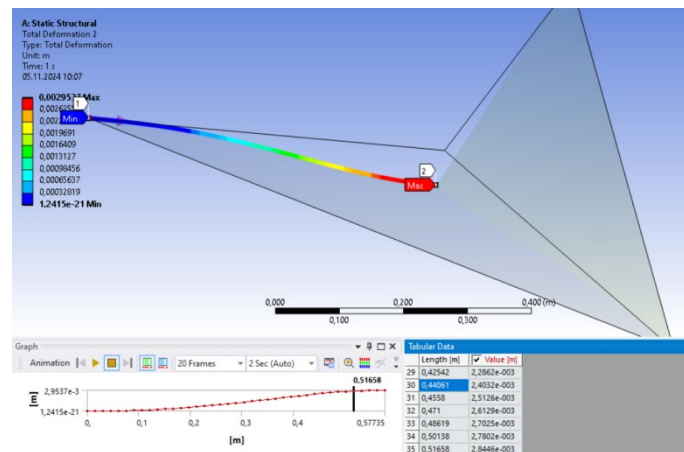 A: Static Structural
Total Deformation 2
Type: Total Deformation
Unit: m
Time: 1 s
05.11.2024 10:07
Max
1
Min
0,0019691
0,0016409
0,0013127
0,00098456
0,00065637
0,00032819
1,2415e-21 Min
2
Max
0,000 0,200 0,400 (m)
0,100 0,300
Graph
Animation 20 Frames 2 Sec (Auto)
0,51658
2,9537e-3
[m]
1,2415e-21
0, 0,1 0,2 0,3 0,4 0,57735
[m]
Tabular Data
Length [m] Value [m]
29 0,42542 2,2862e-003
30 0,44061 2,4032e-003
31 0,4558 2,5126e-003
32 0,471 2,6129e-003
33 0,48619 2,7025e-003
34 0,50138 2,7802e-003
35 0,51658 2,8446e-003